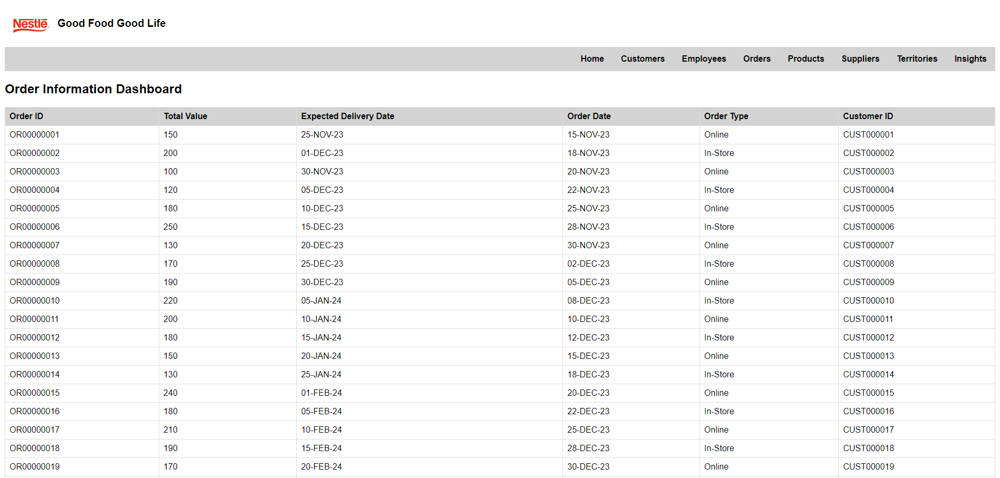 Nestlé Good Food Good Life
Home Customers Employees Orders Products Suppliers Territories Insights
Order Information Dashboard
Order ID Total Value Expected Delivery Date Order Date Order Type Customer ID
OR00000001 150 25-NOV-23 15-NOV-23 Online CUST000001
OR00000002 200 01-DEC-23 18-NOV-23 In-Store CUST000002
OR00000003 100 30-NOV-23 20-NOV-23 Online CUST000003
OR00000004 120 05-DEC-23 22-NOV-23 In-Store CUST000004
OR00000005 180 10-DEC-23 25-NOV-23 Online CUST000005
OR00000006 250 15-DEC-23 28-NOV-23 In-Store CUST000006
OR00000007 130 20-DEC-23 30-NOV-23 Online CUST000007
OR00000008 170 25-DEC-23 02-DEC-23 In-Store CUST000008
OR00000009 190 30-DEC-23 05-DEC-23 Online CUST000009
OR00000010 220 05-JAN-24 08-DEC-23 In-Store CUST000010
OR00000011 200 10-JAN-24 10-DEC-23 Online CUST000011
OR00000012 180 15-JAN-24 12-DEC-23 In-Store CUST000012
OR00000013 150 20-JAN-24 15-DEC-23 Online CUST000013
OR00000014 130 25-JAN-24 18-DEC-23 In-Store CUST000014
OR00000015 240 01-FEB-24 20-DEC-23 Online CUST000015
OR00000016 180 05-FEB-24 22-DEC-23 In-Store CUST000016
OR00000017 210 10-FEB-24 25-DEC-23 Online CUST000017
OR00000018 190 15-FEB-24 28-DEC-23 In-Store CUST000018
OR00000019 170 20-FEB-24 30-DEC-23 Online CUST000019